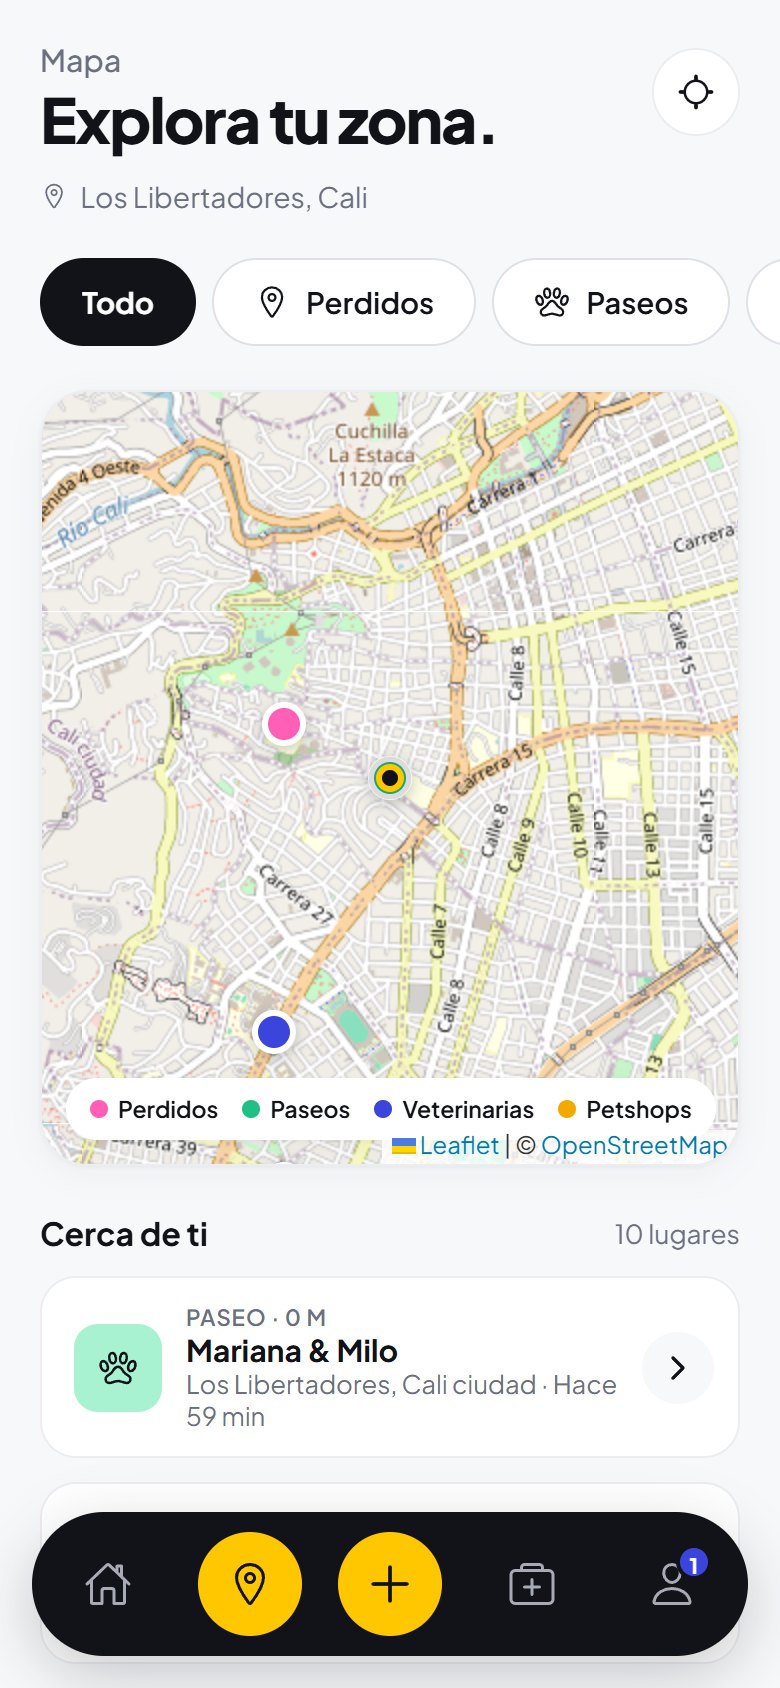 Mapa
Explora tu zona.
Los Libertadores, Cali
Todo
Perdidos
Paseos
Cuchilla
La Estaca
1120 m
enida 4 Oeste
Río Cali
Carrera 1
Carrera
Calle 15
Calle 8
Cali ciudad
Carrera 15
Calle 8
Calle 9
Calle 10
Calle 11
Calle 13
Calle 15
Carrera 27
Calle 7
Calle 8
13
Perdidos
Paseos
Veterinarias
Petshops
arrera 39
Leaflet | © OpenStreetMap
Cerca de ti
10 lugares
PASEO · 0 M
Mariana & Milo
Los Libertadores, Cali ciudad · Hace
59 min
1